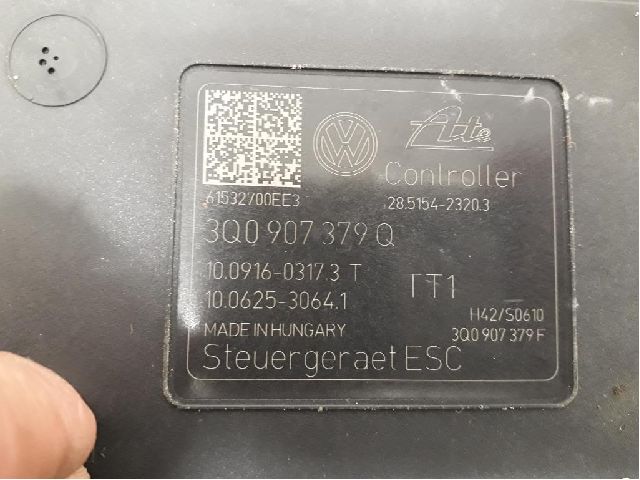 Ate
Controller
61532700EE3
28.5154-2320.3
3Q0 907 379 Q
10.0916-0317.3 T
TT1
10.0625-3064.1
H42/S0610
MADE IN HUNGARY
3Q0 907 379 F
Steuergeraet ESC